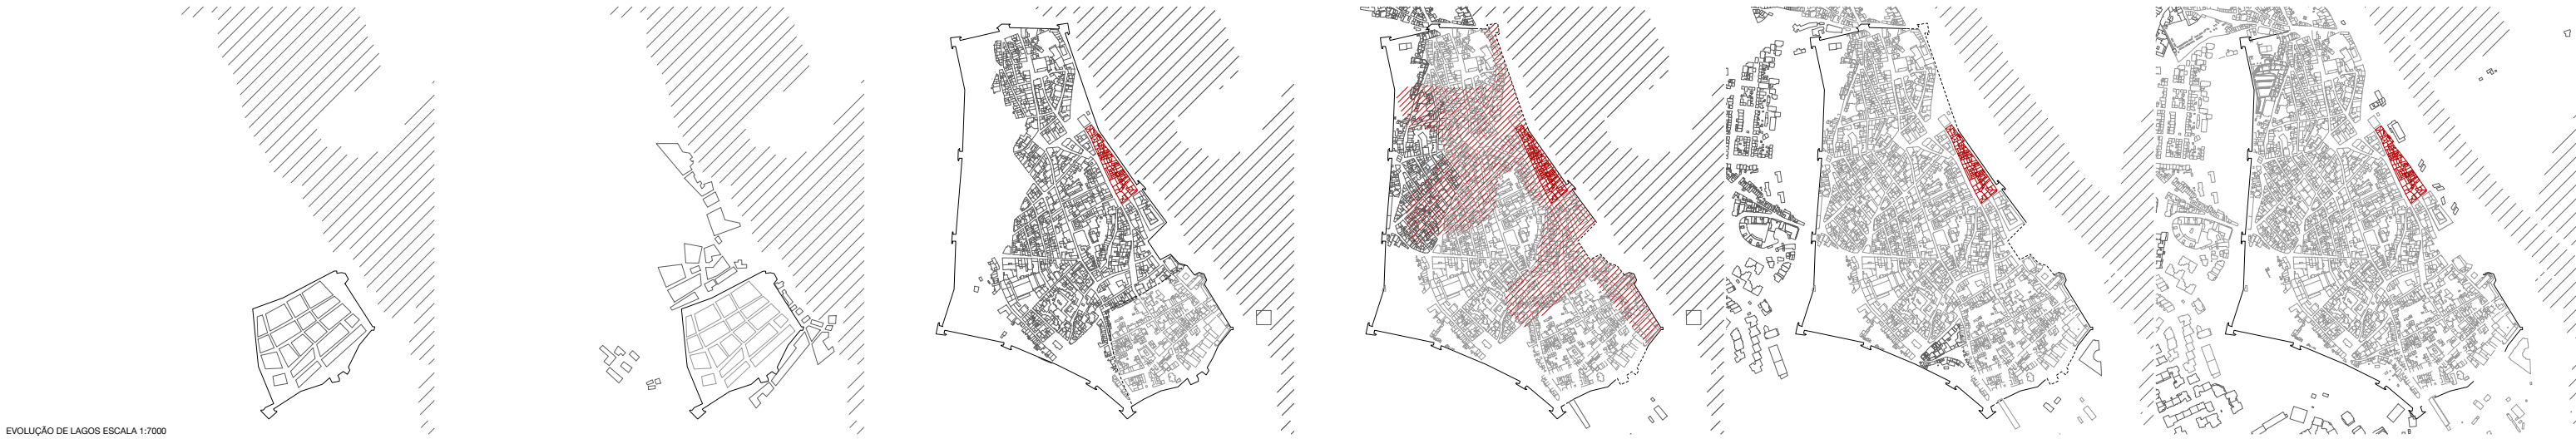 EVOLUÇÃO DE LAGOS ESCALA 1:7000